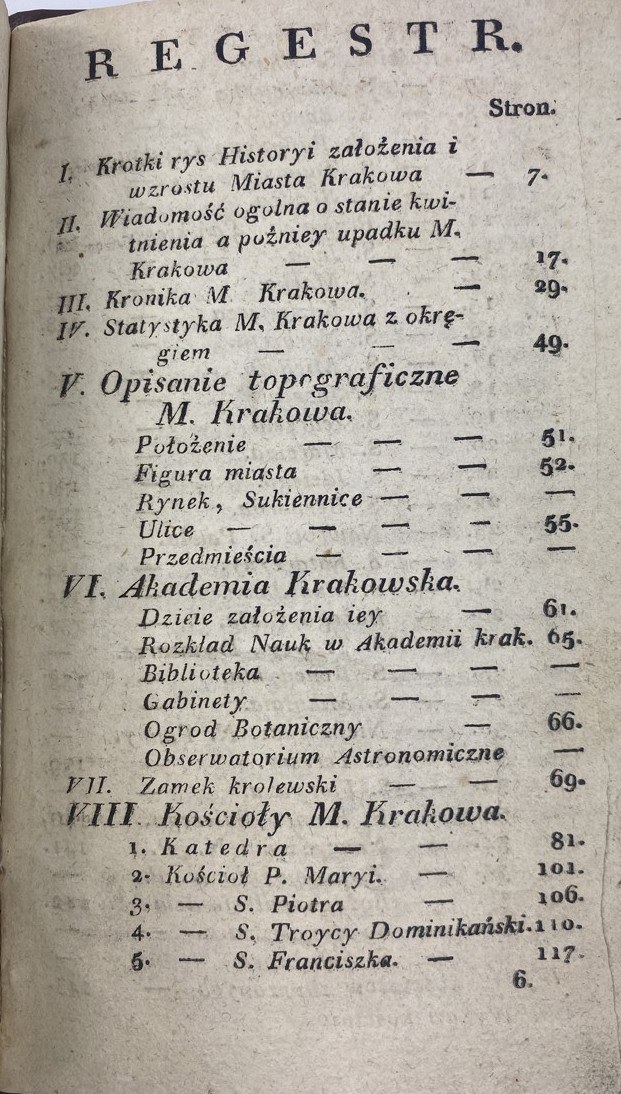 REGESTR.
Stron.
I. Krotki rys Historyi założenia i
wzrostu Miasta Krakowa — 7.
II. Wiadomość ogolna o stanie kwi-
tnienia a poźniey upadku M.
Krakowa — — — 17.
III. Kronika M Krakowa. — 29.
IV. Statystyka M. Krakowa z okrę-
giem — — — 49.
V. Opisanie topograficzne
M. Krakowa.
Położenie — — — 51.
Figura miasta — — 52.
Rynek, Sukiennice — — —
Ulice — — — — 55.
Przedmieścia — — — —
VI. Akademia Krakowska.
Dzieie założenia iey — 61.
Rozkład Nauk w Akademii krak. 65.
Biblioteka — — — —
Gabinety — — — —
Ogrod Botaniczny — 66.
Obserwatorium Astronomiczne —
VII. Zamek krolewski — — 69.
VIII Kościoły M. Krakowa.
1. Katedra — — 81.
2. Kościoł P. Maryi. — 101.
3. — S. Piotra — 106.
4. — S. Troycy Dominikański. 110.
5. — S. Franciszka. — 117.
6.